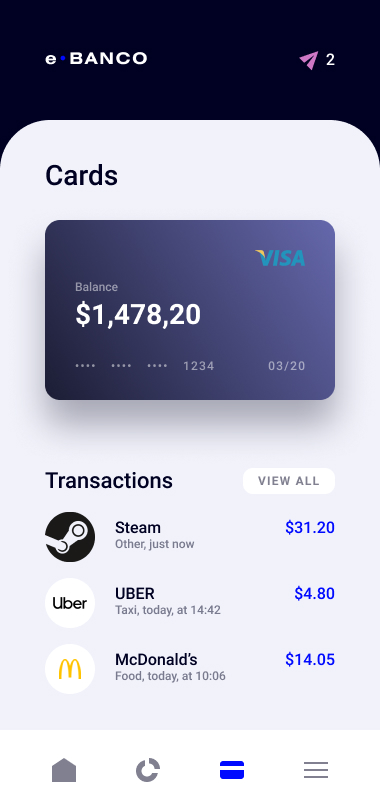 e•BANCO
2
Cards
VISA
Balance
$1,478,20
•••• •••• •••• 1234 03/20
Transactions VIEW ALL
Steam $31.20
Other, just now
Uber
UBER $4.80
Taxi, today, at 14:42
McDonald’s $14.05
Food, today, at 10:06